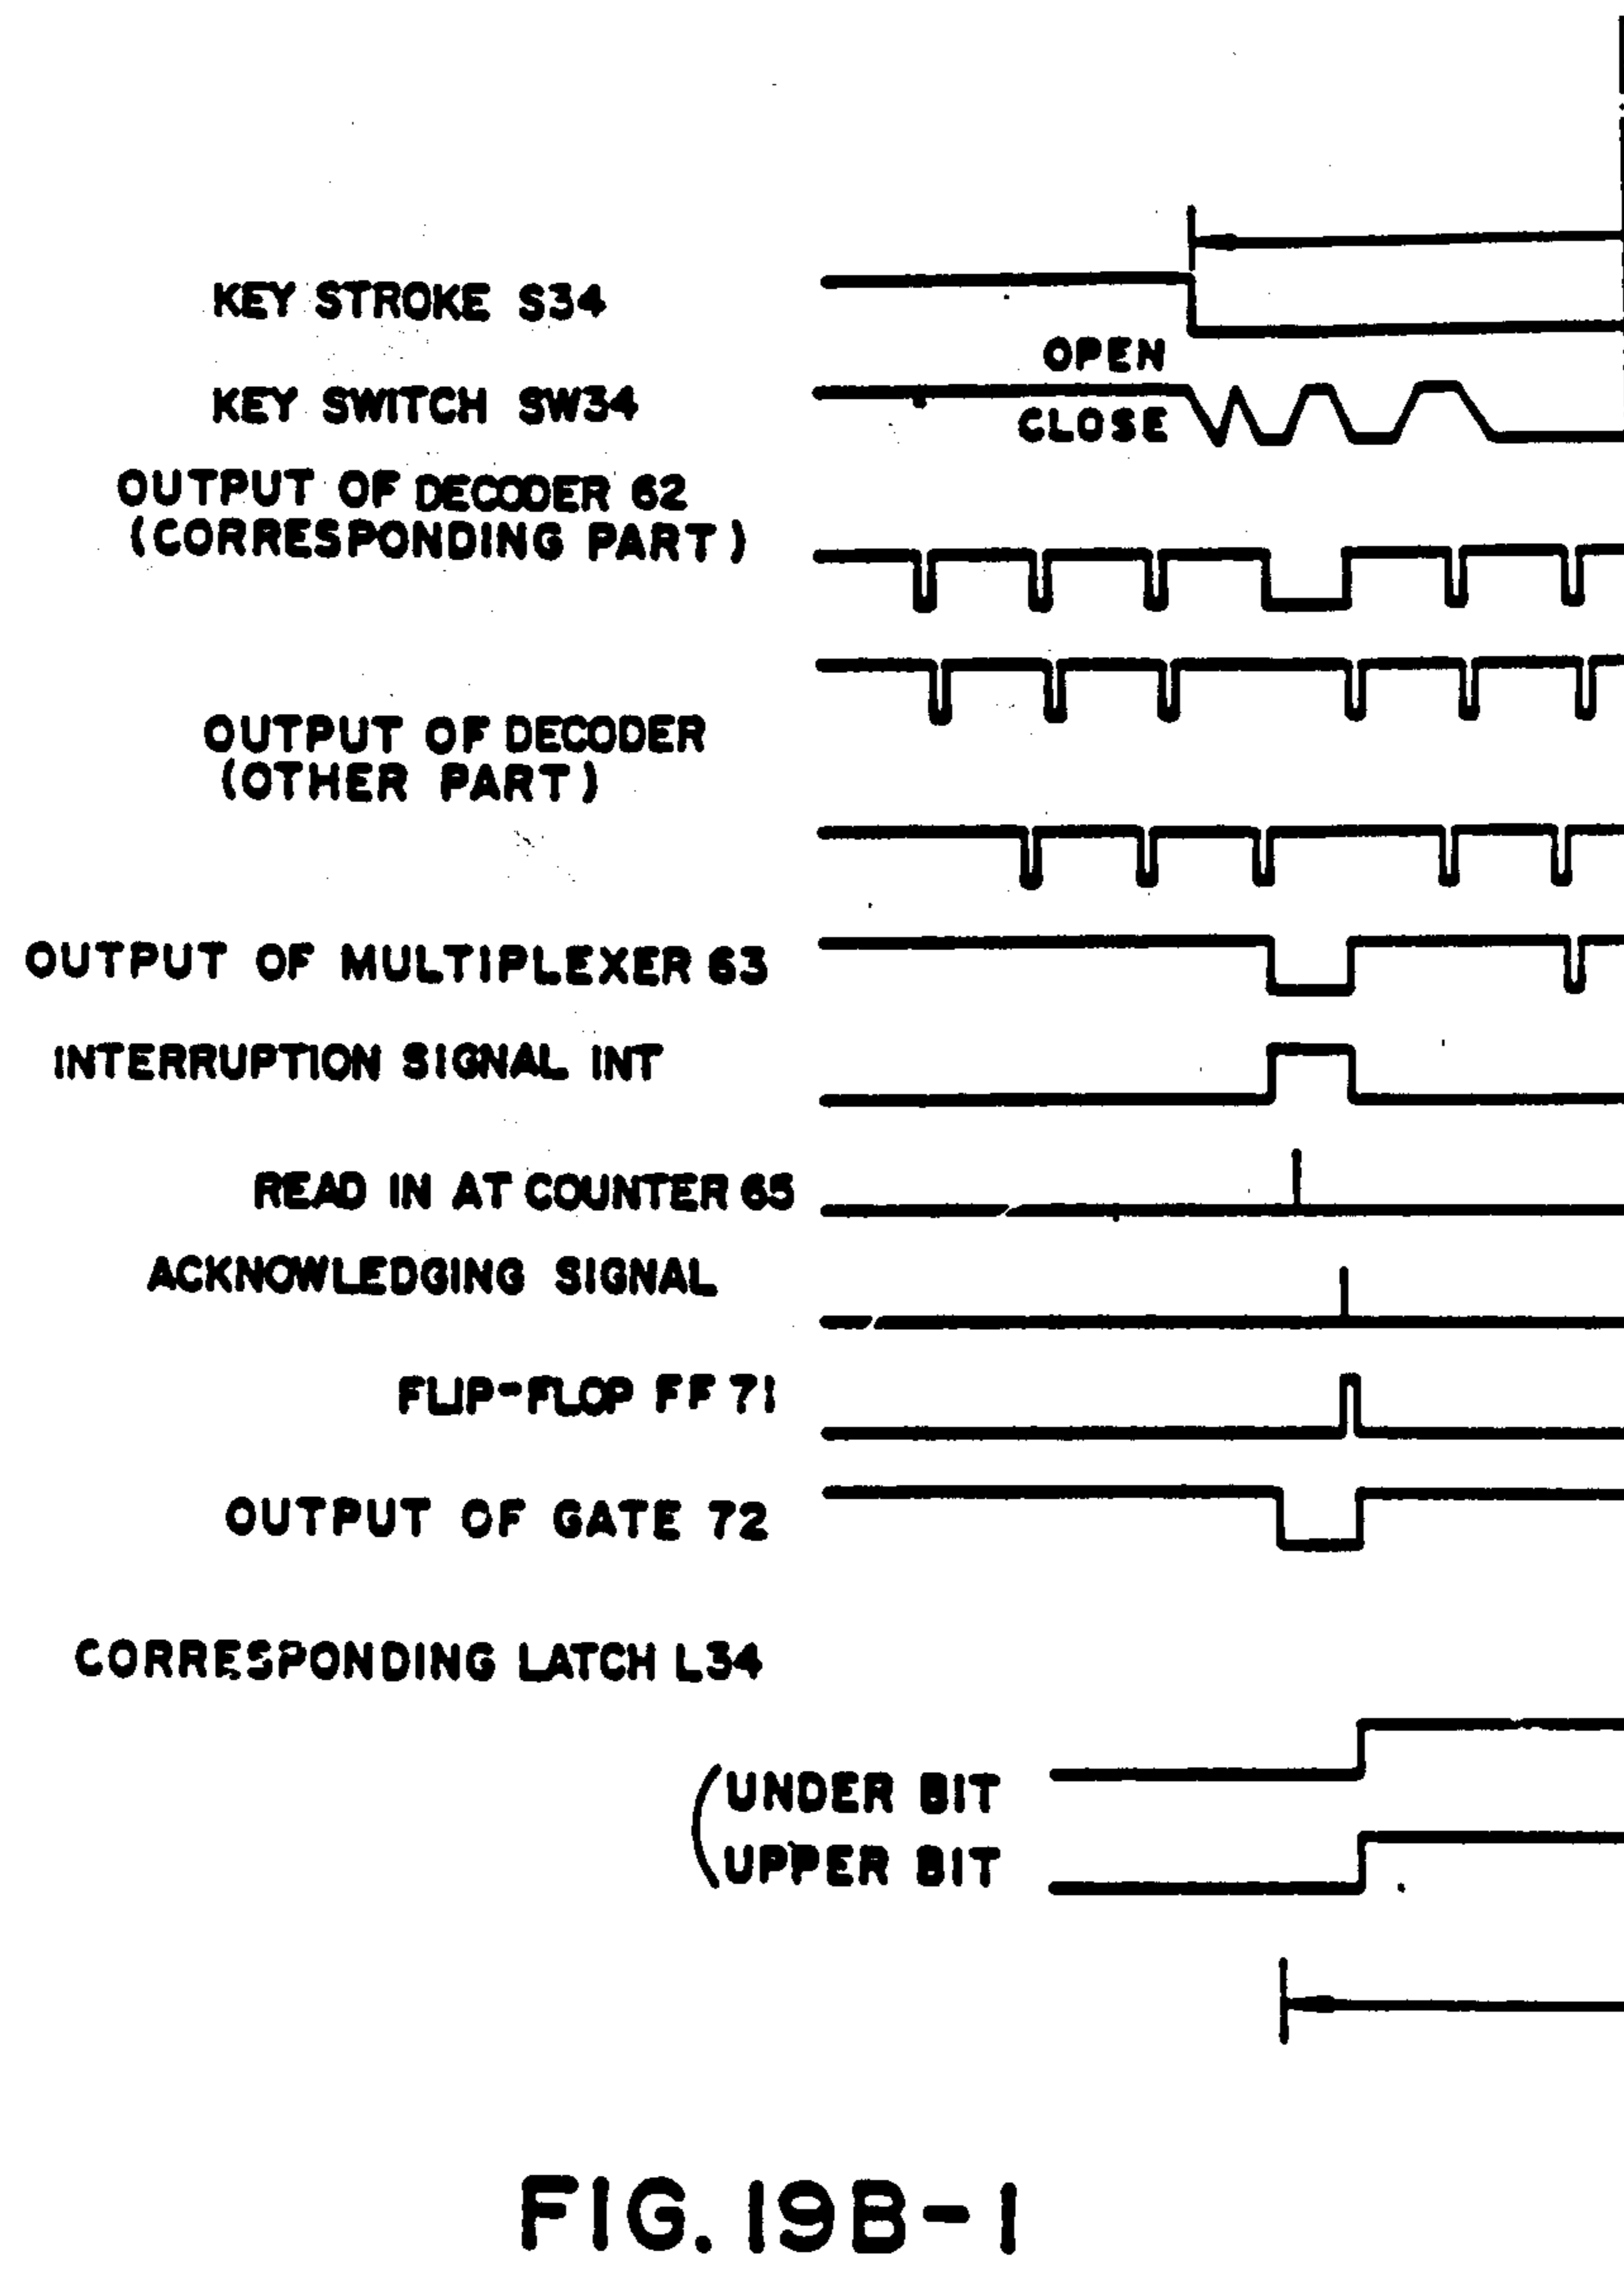 KEY STROKE S34
OPEN
KEY SWITCH SW34
CLOSE
OUTPUT OF DECODER 62
(CORRESPONDING PART)
OUTPUT OF DECODER
(OTHER PART)
OUTPUT OF MULTIPLEXER 63
INTERRUPTION SIGNAL INT
READ IN AT COUNTER 65
ACKNOWLEDGING SIGNAL
FLIP-FLOP FF 71
OUTPUT OF GATE 72
CORRESPONDING LATCH L34
(UNDER BIT
UPPER BIT
FIG. 19B-1